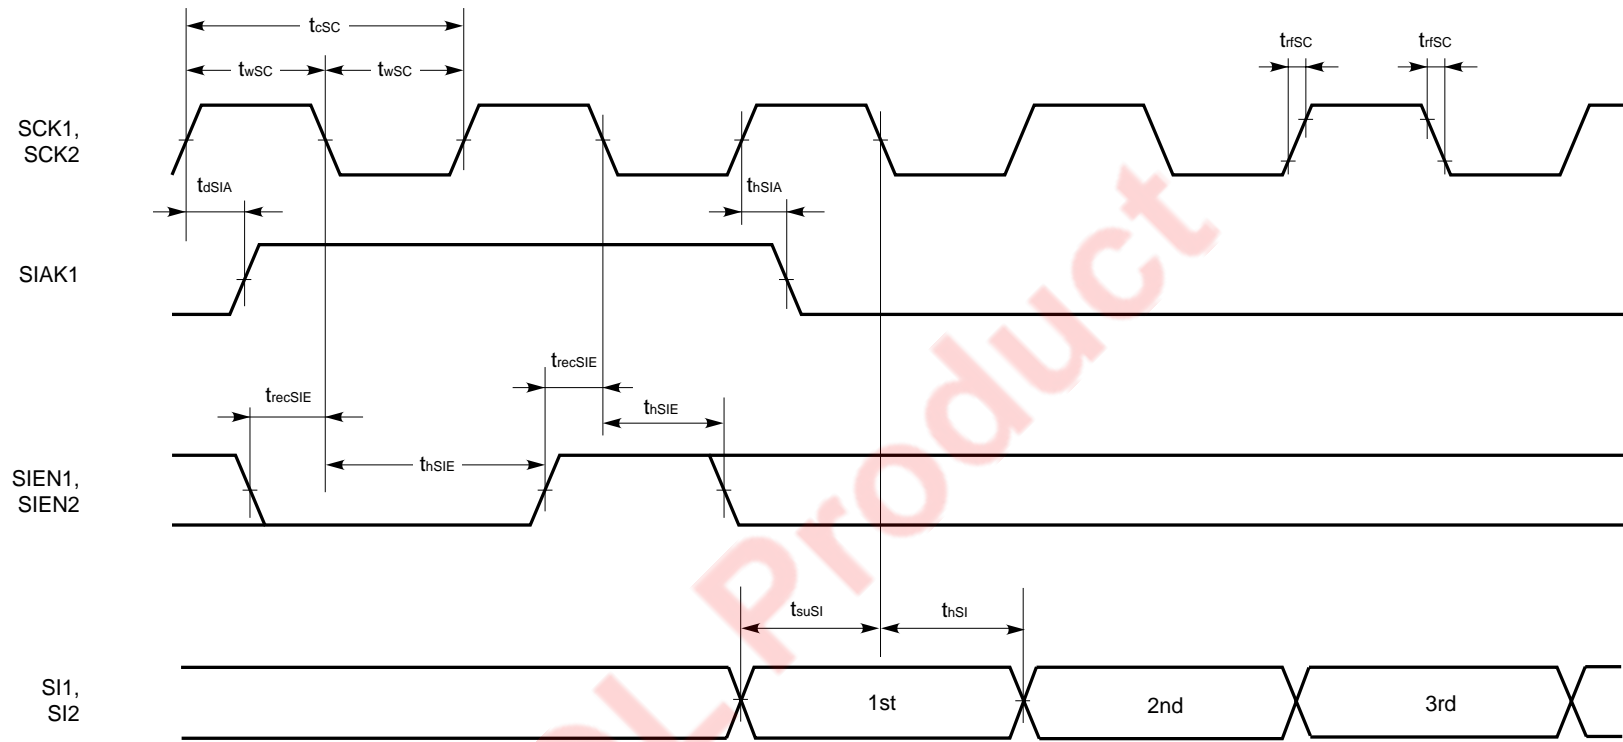 tcSC
twSC
twSC
trfSC
trfSC
SCK1,
SCK2
tdSIA
thSIA
SIAK1
trecSIE
trecSIE
thSIE
thSIE
SIEN1,
SIEN2
tsuSI
thSI
SI1,
SI2
1st
2nd
3rd
Product